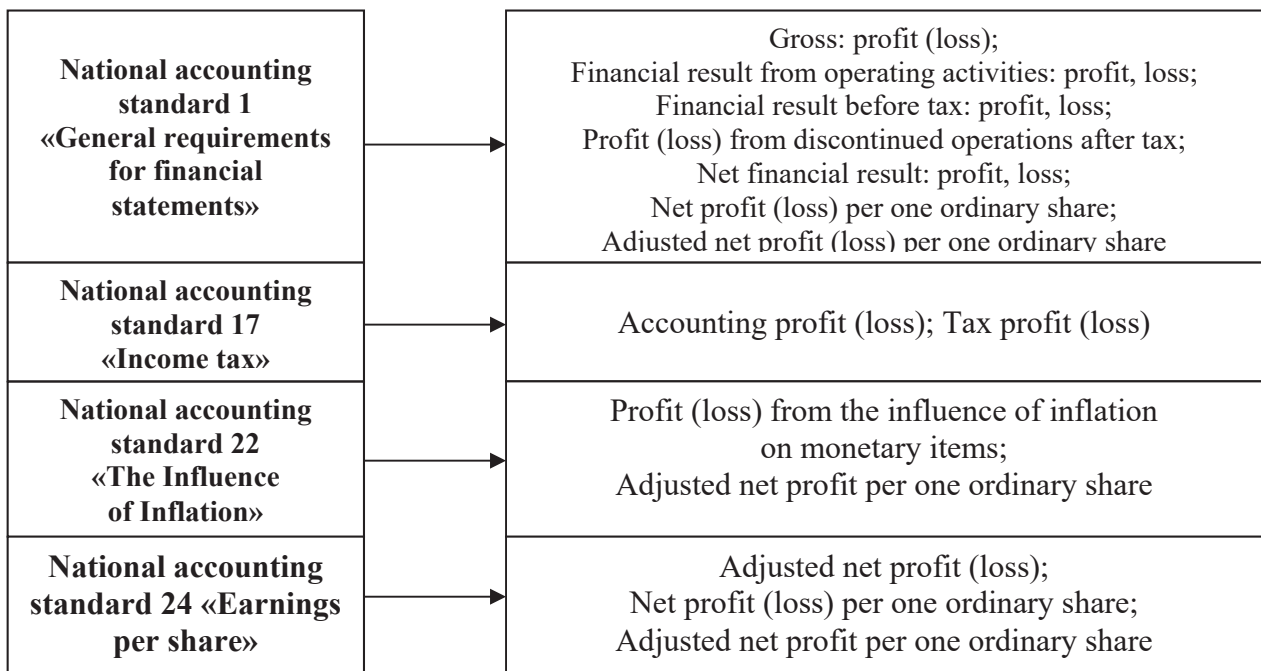 National accounting
standard 1
«General requirements
for financial
statements»
Gross: profit (loss);
Financial result from operating activities: profit, loss;
Financial result before tax: profit, loss;
Profit (loss) from discontinued operations after tax;
Net financial result: profit, loss;
Net profit (loss) per one ordinary share;
Adjusted net profit (loss) per one ordinary share
National accounting
standard 17
«Income tax»
Accounting profit (loss); Tax profit (loss)
National accounting
standard 22
«The Influence
of Inflation»
Profit (loss) from the influence of inflation
on monetary items;
Adjusted net profit per one ordinary share
National accounting
standard 24 «Earnings
per share»
Adjusted net profit (loss);
Net profit (loss) per one ordinary share;
Adjusted net profit per one ordinary share